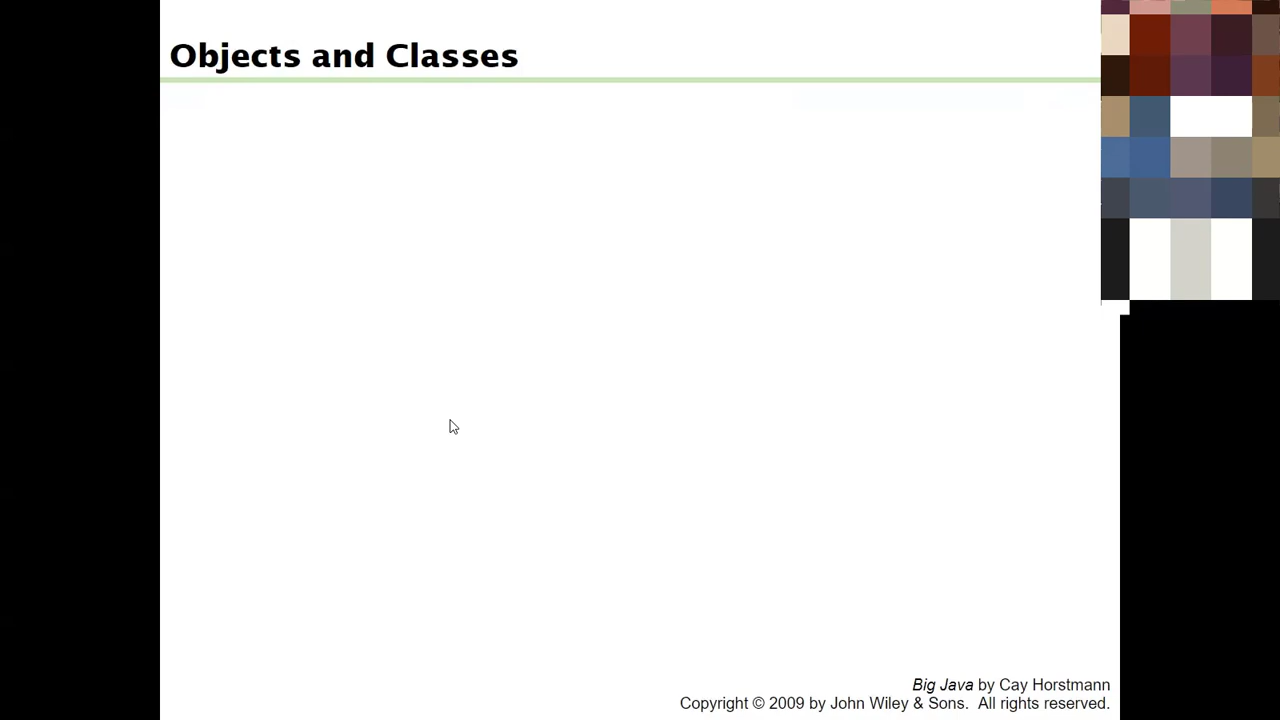 Objects and Classes
Big Java by Cay Horstmann
Copyright © 2009 by John Wiley & Sons. All rights reserved.